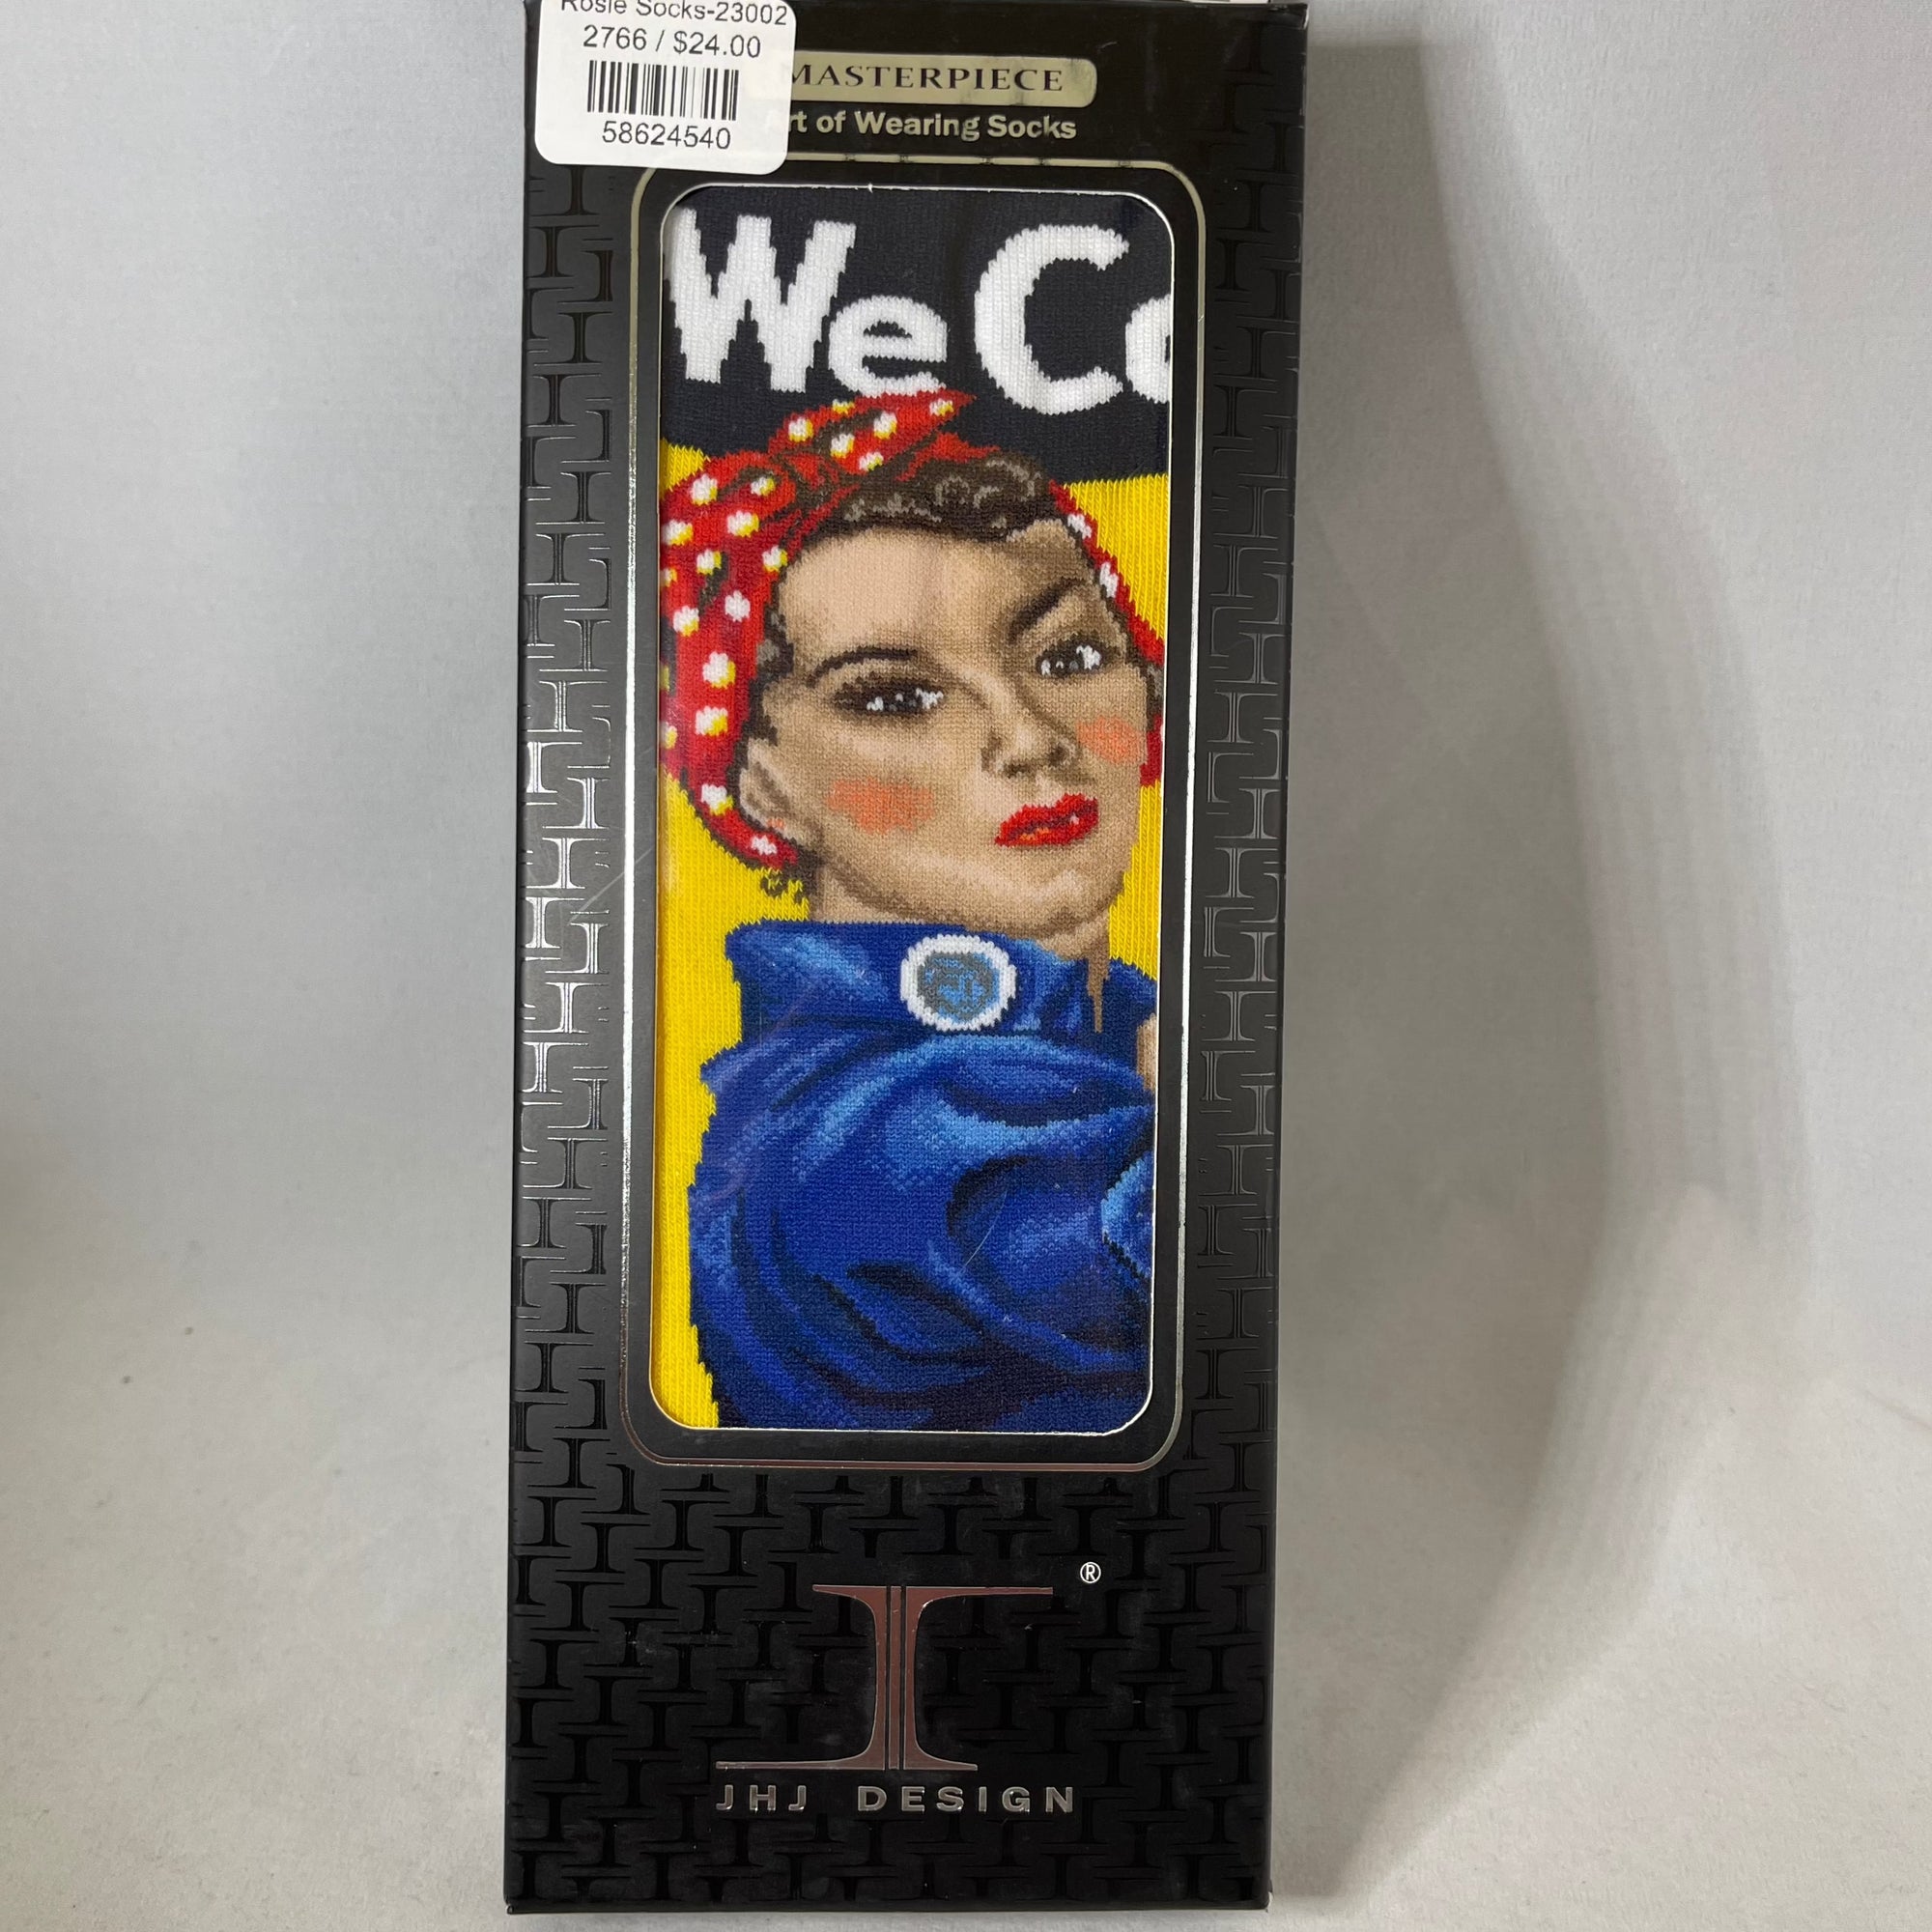 Rosie Socks-23002
2766 / $24.00
58624540
MASTERPIECE
rt of Wearing Socks
We C
®
JHJ DESIGN